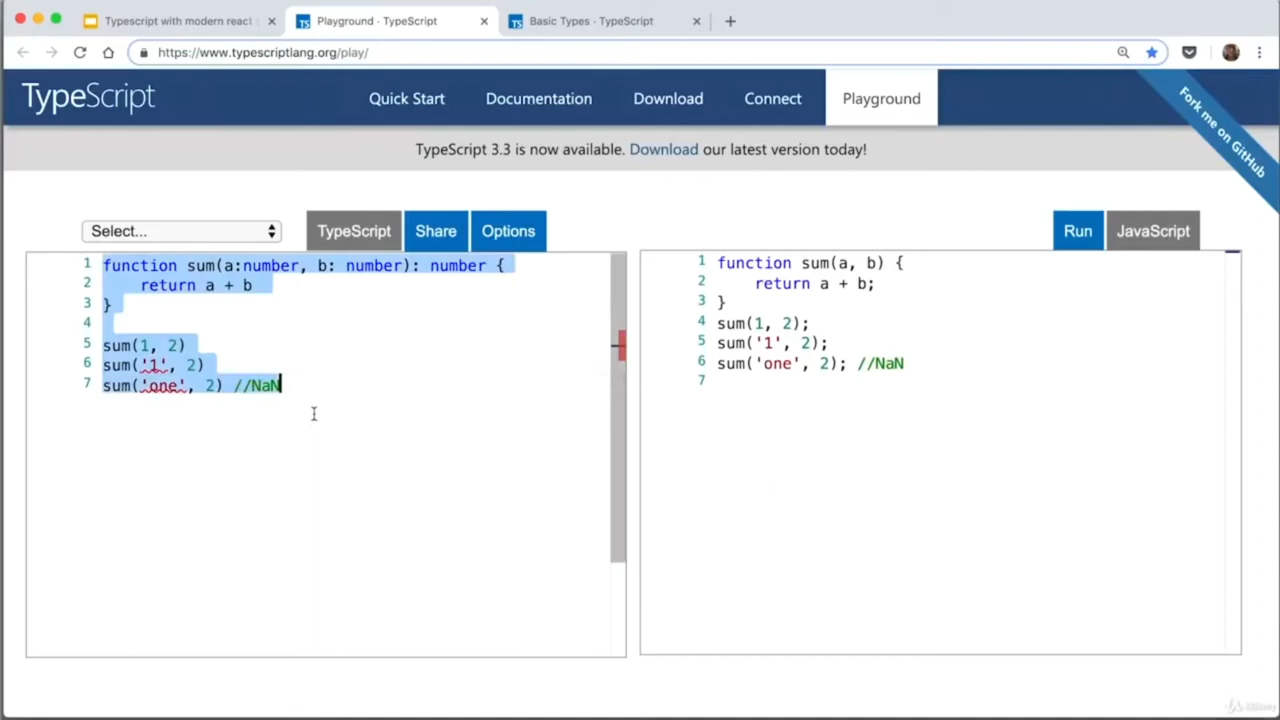 Typescript with modern react
Playground · TypeScript
Basic Types · TypeScript
https://www.typescriptlang.org/play/
TypeScript
Quick Start
Documentation
Download
Connect
Playground
Fork me on GitHub
TypeScript 3.3 is now available. Download our latest version today!
Select...
TypeScript
Share
Options
Run
JavaScript
1 function sum(a:number, b: number): number {
2 return a + b
3 }
4
5 sum(1, 2)
6 sum('1', 2)
7 sum('one', 2) //NaN
1 function sum(a, b) {
2 return a + b;
3 }
4 sum(1, 2);
5 sum('1', 2);
6 sum('one', 2); //NaN
7